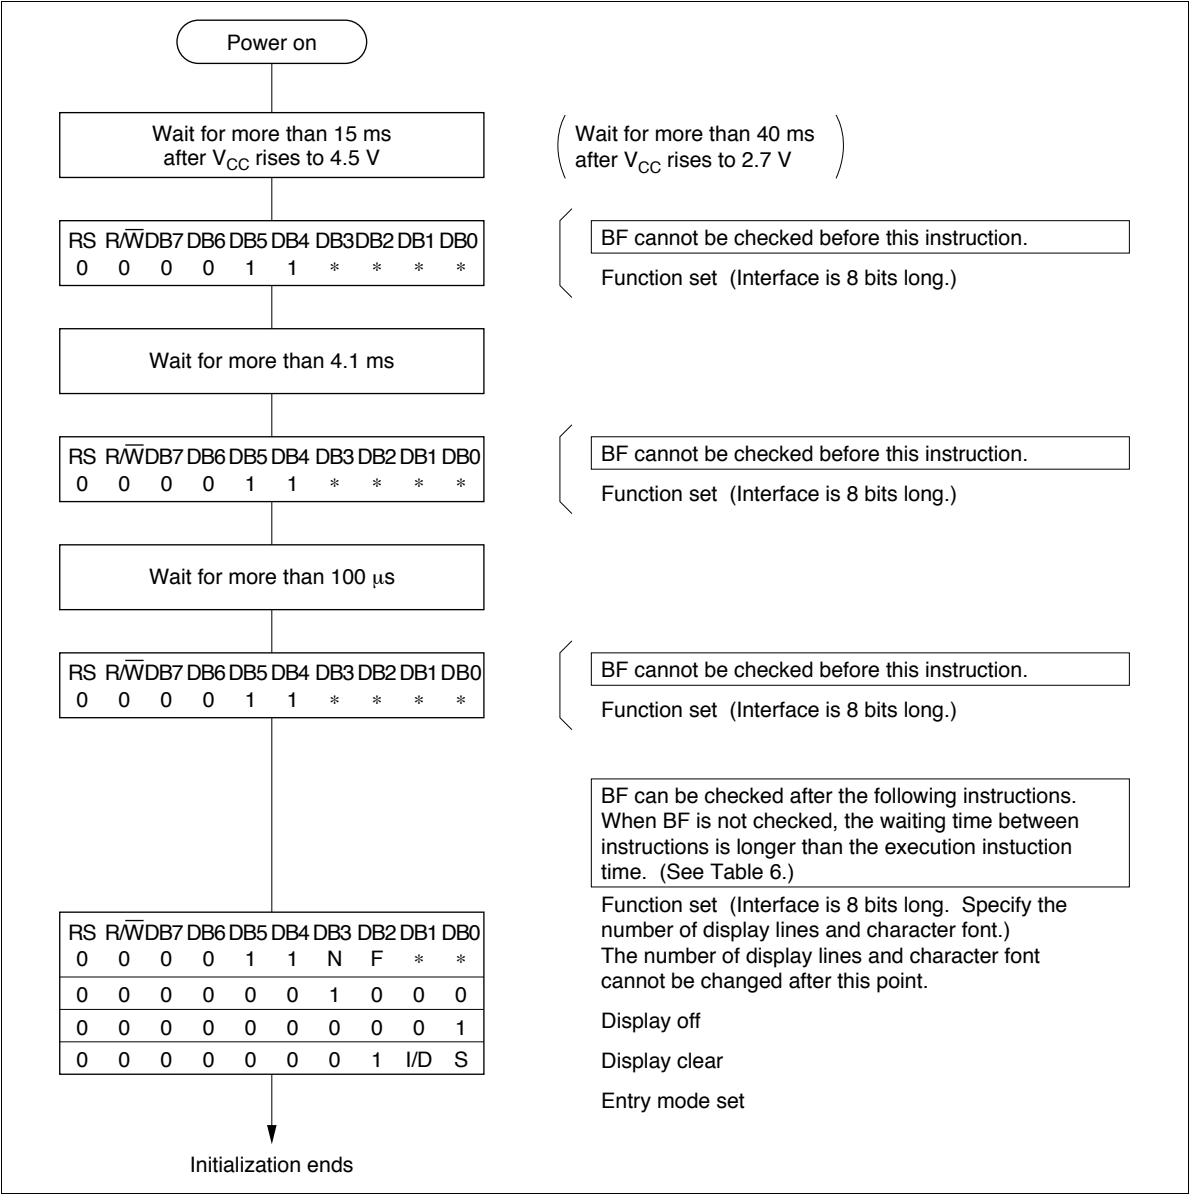 Power on
Wait for more than 15 ms
after VCC rises to 4.5 V
Wait for more than 40 ms
after VCC rises to 2.7 V
RS R/W̅ DB7 DB6 DB5 DB4 DB3 DB2 DB1 DB0
0 0 0 0 1 1 * * * *
BF cannot be checked before this instruction.
Function set (Interface is 8 bits long.)
Wait for more than 4.1 ms
RS R/W̅ DB7 DB6 DB5 DB4 DB3 DB2 DB1 DB0
0 0 0 0 1 1 * * * *
BF cannot be checked before this instruction.
Function set (Interface is 8 bits long.)
Wait for more than 100 μs
RS R/W̅ DB7 DB6 DB5 DB4 DB3 DB2 DB1 DB0
0 0 0 0 1 1 * * * *
BF cannot be checked before this instruction.
Function set (Interface is 8 bits long.)
BF can be checked after the following instructions.
When BF is not checked, the waiting time between
instructions is longer than the execution instuction
time. (See Table 6.)
RS R/W̅ DB7 DB6 DB5 DB4 DB3 DB2 DB1 DB0
0 0 0 0 1 1 N F * *
0 0 0 0 0 0 1 0 0 0
0 0 0 0 0 0 0 0 0 1
0 0 0 0 0 0 0 1 I/D S
Function set (Interface is 8 bits long. Specify the
number of display lines and character font.)
The number of display lines and character font
cannot be changed after this point.
Display off
Display clear
Entry mode set
Initialization ends